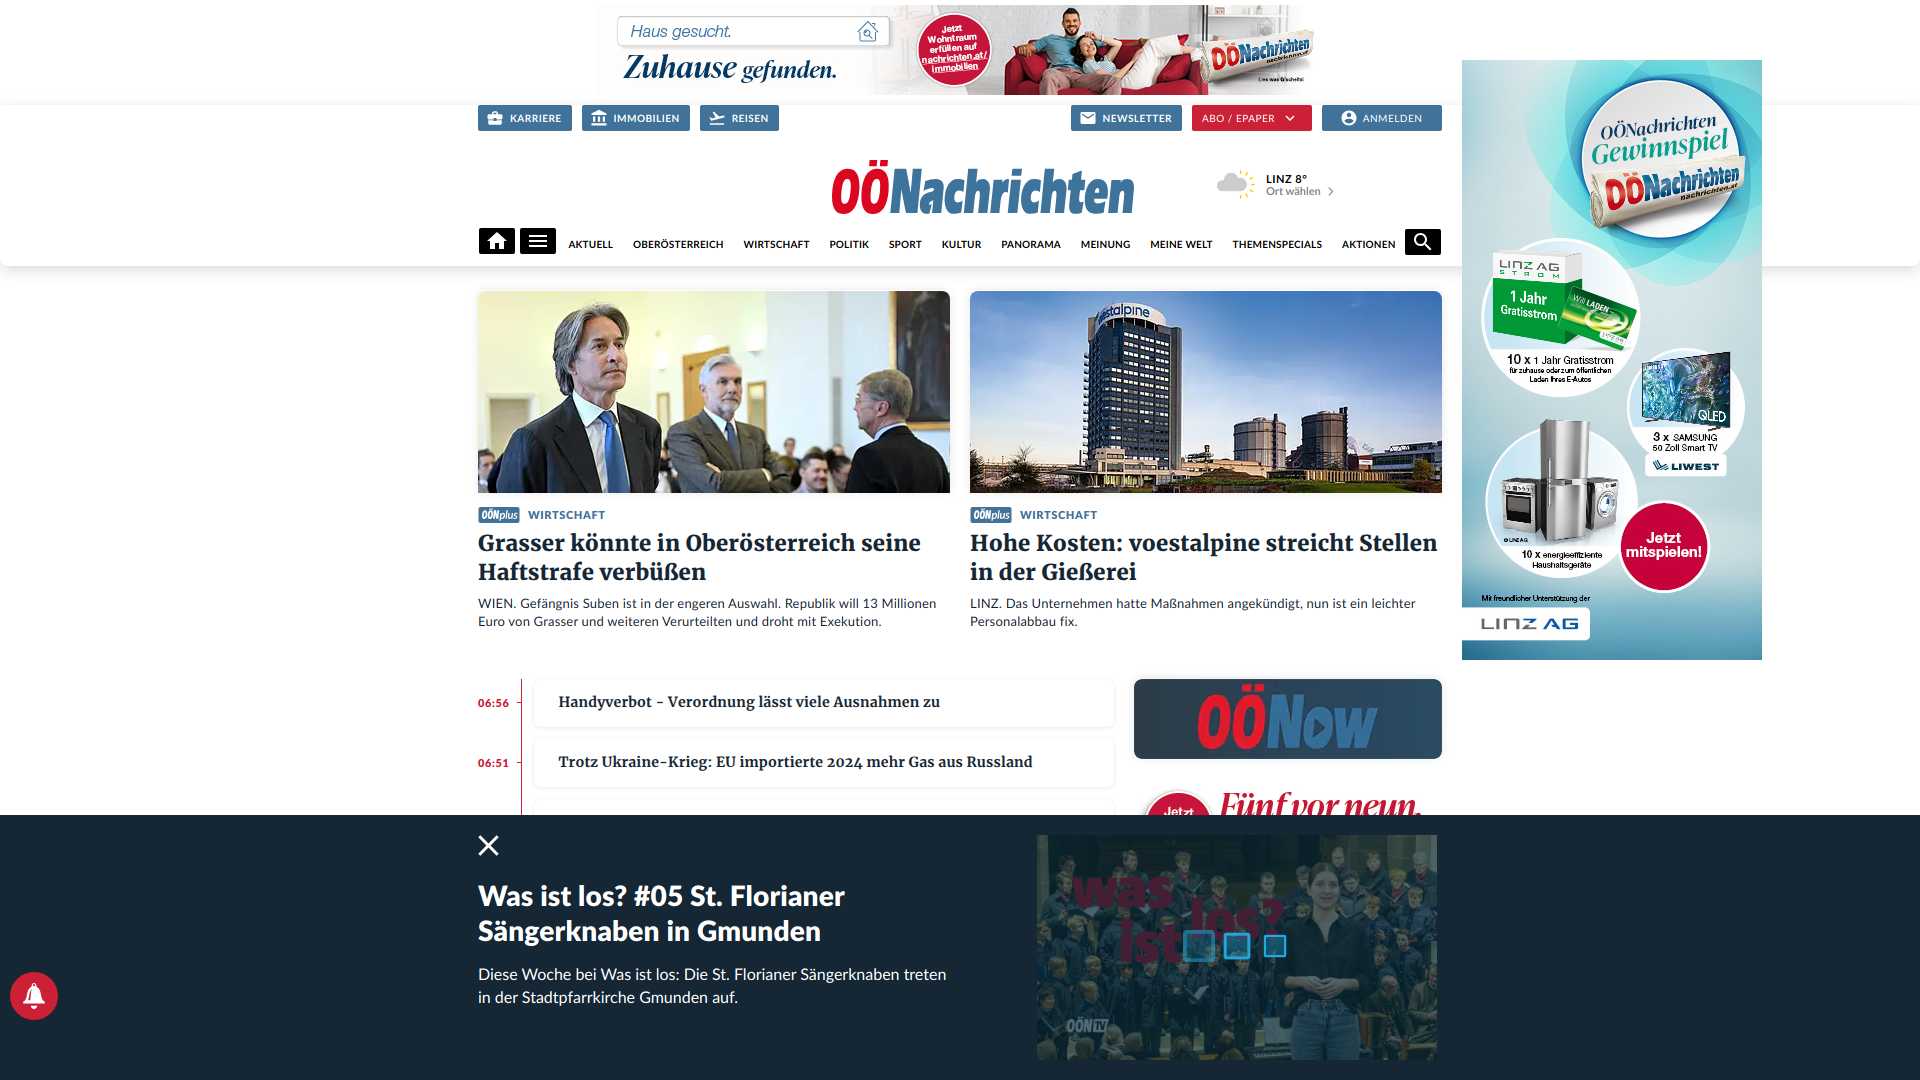 Haus gesucht.
Zuhause gefunden.
Jetzt
Wohntraum
erfüllen auf
nachrichten.at/
immobilien
OÖNachrichten
KARRIERE
IMMOBILIEN
REISEN
NEWSLETTER
ABO / EPAPER
ANMELDEN
OÖNachrichten
LINZ 8°
Ort wählen
AKTUELL
OBERÖSTERREICH
WIRTSCHAFT
POLITIK
SPORT
KULTUR
PANORAMA
MEINUNG
MEINE WELT
THEMENSPECIALS
AKTIONEN
OÖNachrichten
Gewinnspiel
OÖNachrichten
nachrichten.at
LINZ AG
STROM
1 Jahr
Gratisstrom
10 x 1 Jahr Gratisstrom
für zuhause oder zum öffentlichen
Laden Ihres E-Autos
QLED
3 x SAMSUNG
50 Zoll Smart TV
LIWEST
© LINZ AG
10 x energieeffiziente
Haushaltsgeräte
Jetzt
mitspielen!
Mit freundlicher Unterstützung der
LINZ AG
voestalpine
OÖNplus WIRTSCHAFT
Grasser könnte in Oberösterreich seine
Haftstrafe verbüßen
WIEN. Gefängnis Suben ist in der engeren Auswahl. Republik will 13 Millionen
Euro von Grasser und weiteren Verurteilten und droht mit Exekution.
OÖNplus WIRTSCHAFT
Hohe Kosten: voestalpine streicht Stellen
in der Gießerei
LINZ. Das Unternehmen hatte Maßnahmen angekündigt, nun ist ein leichter
Personalabbau fix.
06:56
Handyverbot - Verordnung lässt viele Ausnahmen zu
06:51
Trotz Ukraine-Krieg: EU importierte 2024 mehr Gas aus Russland
OÖNow
Jetzt
Fünf vor neun.
Was ist los? #05 St. Florianer
Sängerknaben in Gmunden
Diese Woche bei Was ist los: Die St. Florianer Sängerknaben treten
in der Stadtpfarrkirche Gmunden auf.
was
ist los?
OÖN TV